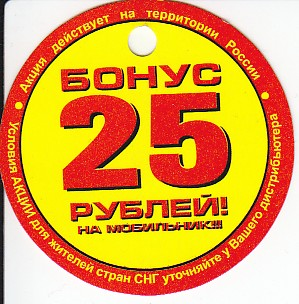 Акция действует на территории России
БОНУС
25
РУБЛЕЙ!
НА МОБИЛЬНИК!!!
Условия АКЦИИ для жителей стран СНГ уточняйте у Вашего дистрибьютера